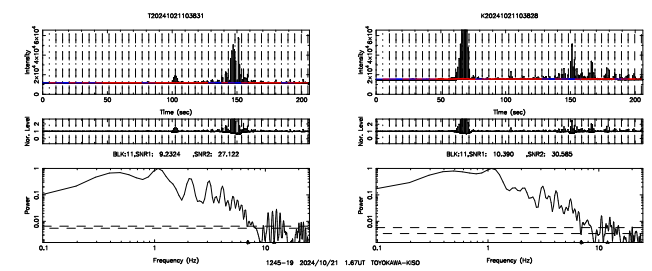 T20241021103831
K20241021103828
Intensity
0 2×10⁴ 4×10⁴ 6×10⁴
0 50 100 150 200
Time (sec)
Intensity
0 2×10⁴ 4×10⁴ 6×10⁴
0 50 100 150 200
Time (sec)
Nor. Level
0 1 2
Nor. Level
0 1 2
BLK:11,SNR1: 9.2324 ,SNR2: 27.122
BLK:11,SNR1: 10.390 ,SNR2: 30.585
Power
0.01 0.1 1
0.1 1 10
Frequency (Hz)
Power
0.01 0.1 1
0.1 1 10
Frequency (Hz)
1245-19 2024/10/21 1.67UT TOYOKAWA-KISO